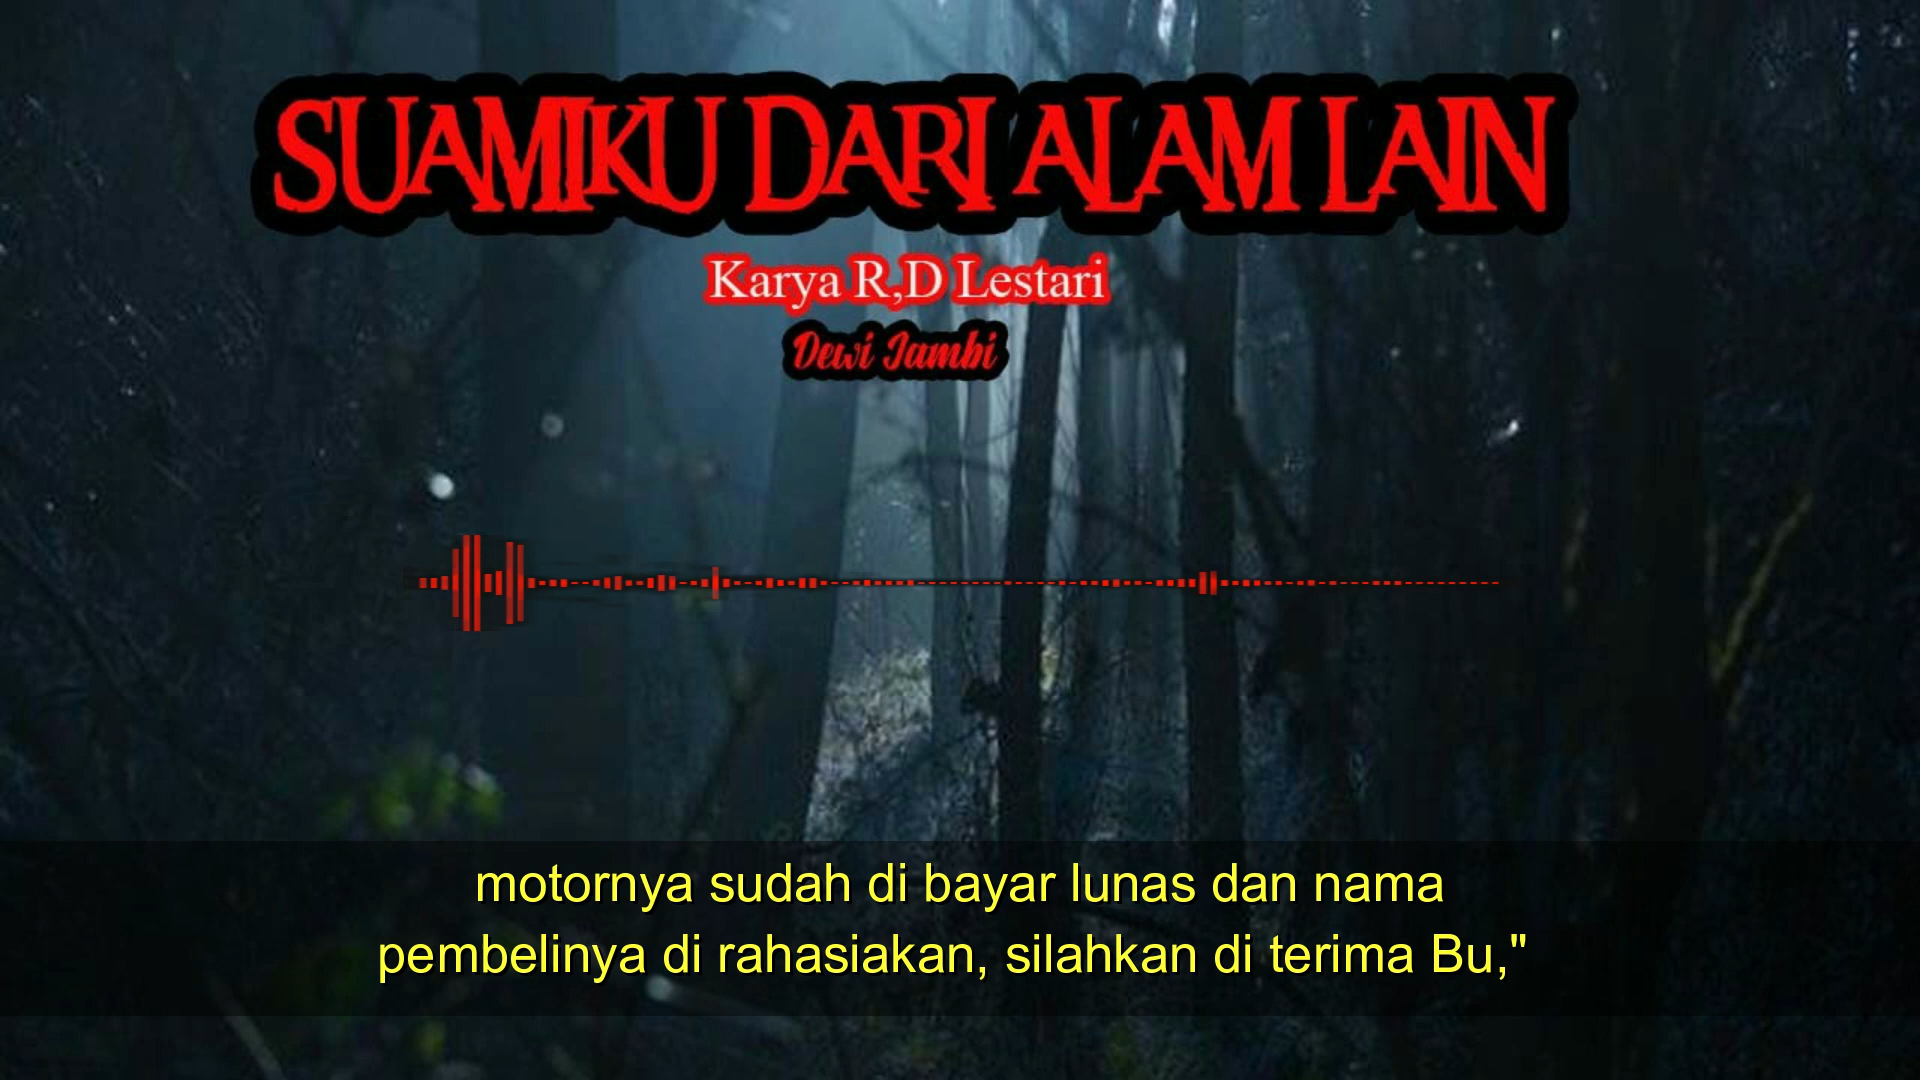 SUAMIKU DARI ALAM LAIN
Karya R,D Lestari
Dewi Jambi
motornya sudah di bayar lunas dan nama
pembelinya di rahasiakan, silahkan di terima Bu,"